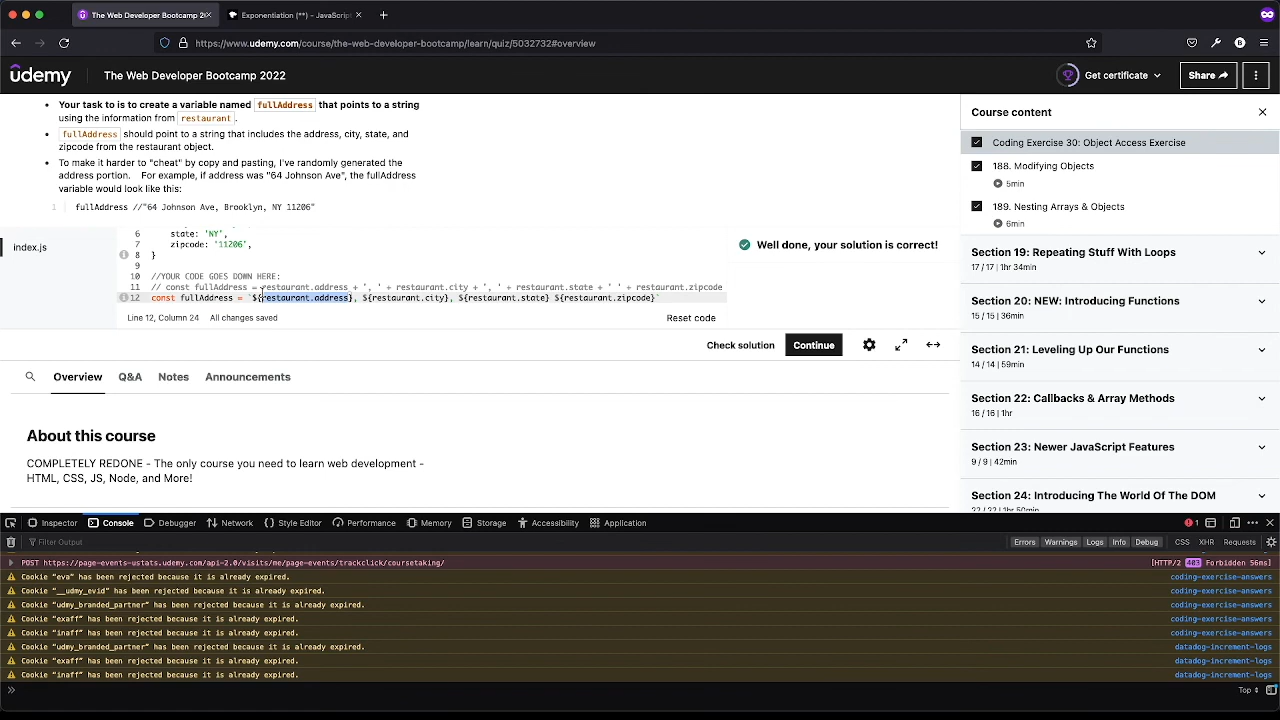 The Web Developer Bootcamp 20
Exponentiation (**) – JavaScript
https://www.udemy.com/course/the-web-developer-bootcamp/learn/quiz/5032732#overview
B
ûdemy
The Web Developer Bootcamp 2022
Get certificate
Share
Your task to is to create a variable named fullAddress that points to a string
using the information from restaurant.
fullAddress should point to a string that includes the address, city, state, and
zipcode from the restaurant object.
To make it harder to "cheat" by copy and pasting, I've randomly generated the
address portion. For example, if address was "64 Johnson Ave", the fullAddress
variable would look like this:
1 fullAddress //"64 Johnson Ave, Brooklyn, NY 11206"
index.js
6 state: 'NY',
7 zipcode: '11206',
8 }
9
10 //YOUR CODE GOES DOWN HERE:
11 // const fullAddress = restaurant.address + ', ' + restaurant.city + ', ' + restaurant.state + ' ' + restaurant.zipcode
12 const fullAddress = `${restaurant.address}, ${restaurant.city}, ${restaurant.state} ${restaurant.zipcode}`
Well done, your solution is correct!
Line 12, Column 24 All changes saved
Reset code
Check solution
Continue
Overview Q&A Notes Announcements
About this course
COMPLETELY REDONE - The only course you need to learn web development -
HTML, CSS, JS, Node, and More!
Course content
Coding Exercise 30: Object Access Exercise
188. Modifying Objects
5min
189. Nesting Arrays & Objects
6min
Section 19: Repeating Stuff With Loops
17 / 17 | 1hr 34min
Section 20: NEW: Introducing Functions
15 / 15 | 36min
Section 21: Leveling Up Our Functions
14 / 14 | 59min
Section 22: Callbacks & Array Methods
16 / 16 | 1hr
Section 23: Newer JavaScript Features
9 / 9 | 42min
Section 24: Introducing The World Of The DOM
22 / 22 | 1hr 50min
Inspector Console Debugger Network Style Editor Performance Memory Storage Accessibility Application
1
Filter Output
Errors Warnings Logs Info Debug CSS XHR Requests
POST https://page-events-ustats.udemy.com/api-2.0/visits/me/page-events/trackclick/coursetaking/ [HTTP/2 403 Forbidden 56ms]
Cookie “eva” has been rejected because it is already expired. coding-exercise-answers
Cookie “__udmy_evid” has been rejected because it is already expired. coding-exercise-answers
Cookie “udmy_branded_partner” has been rejected because it is already expired. coding-exercise-answers
Cookie “exaff” has been rejected because it is already expired. coding-exercise-answers
Cookie “inaff” has been rejected because it is already expired. coding-exercise-answers
Cookie “udmy_branded_partner” has been rejected because it is already expired. datadog-increment-logs
Cookie “exaff” has been rejected because it is already expired. datadog-increment-logs
Cookie “inaff” has been rejected because it is already expired. datadog-increment-logs
Top